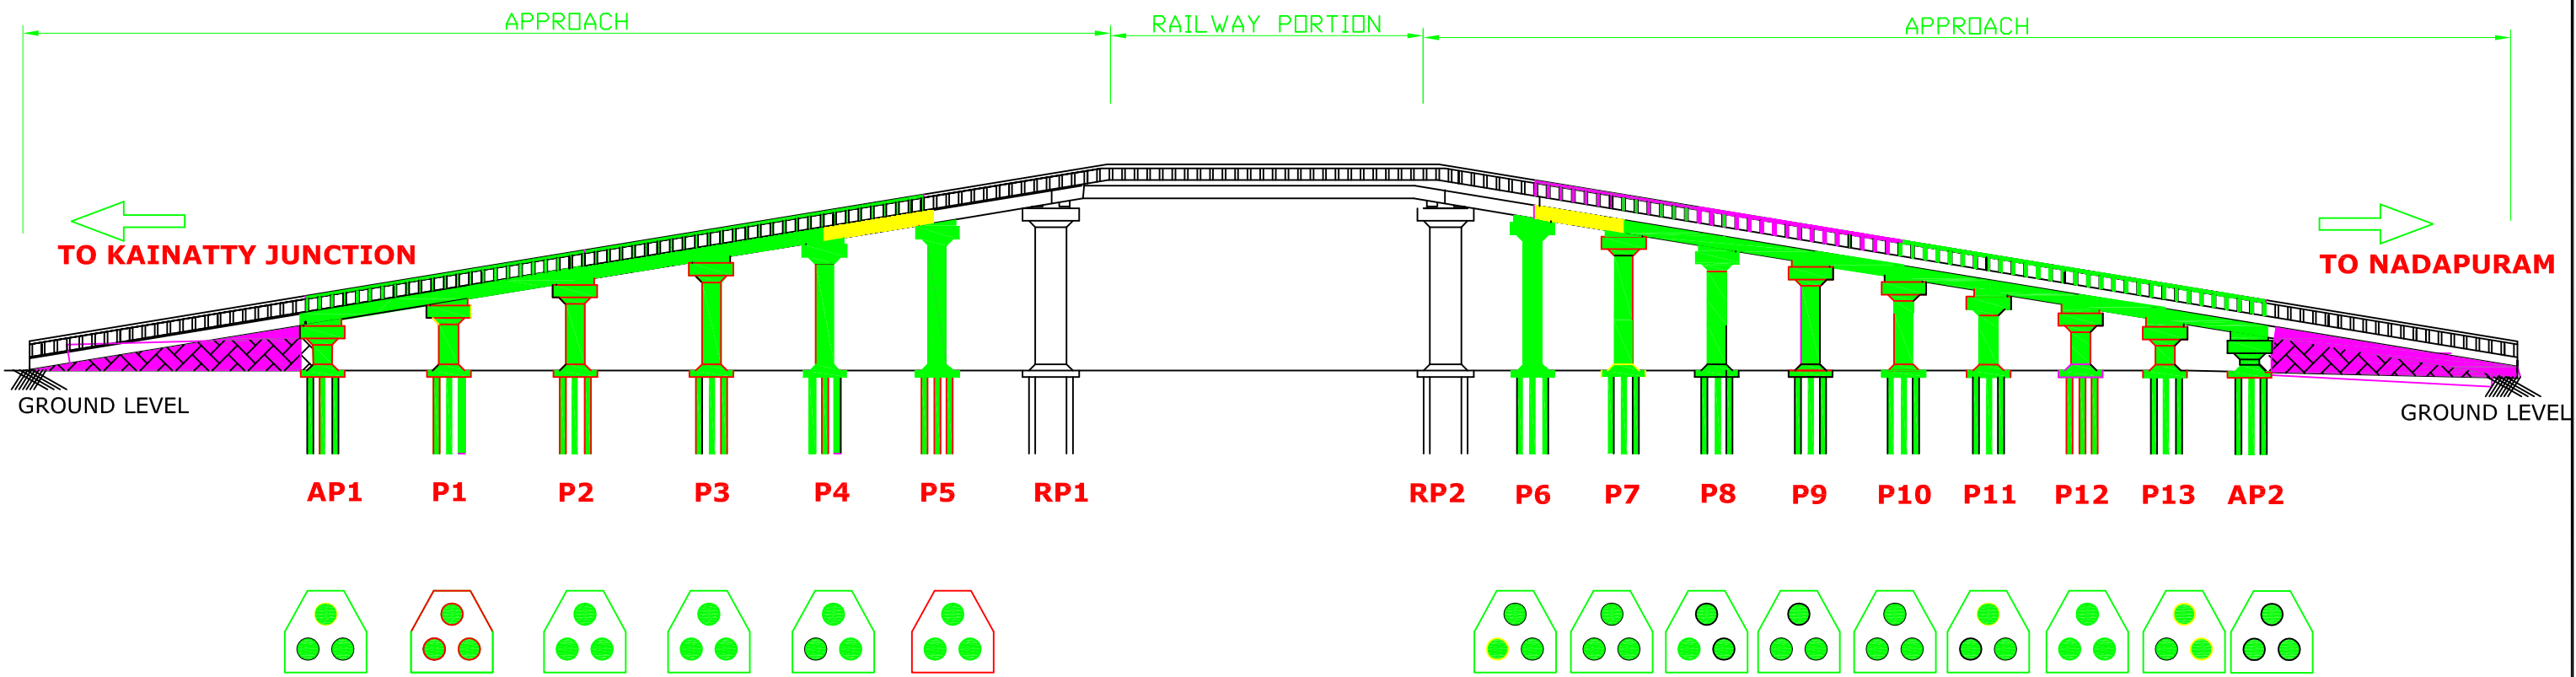 APPROACH
RAILWAY PORTION
APPROACH
TO KAINATTY JUNCTION
TO NADAPURAM
GROUND LEVEL
GROUND LEVEL
AP1
P1
P2
P3
P4
P5
RP1
RP2
P6
P7
P8
P9
P10
P11
P12
P13
AP2